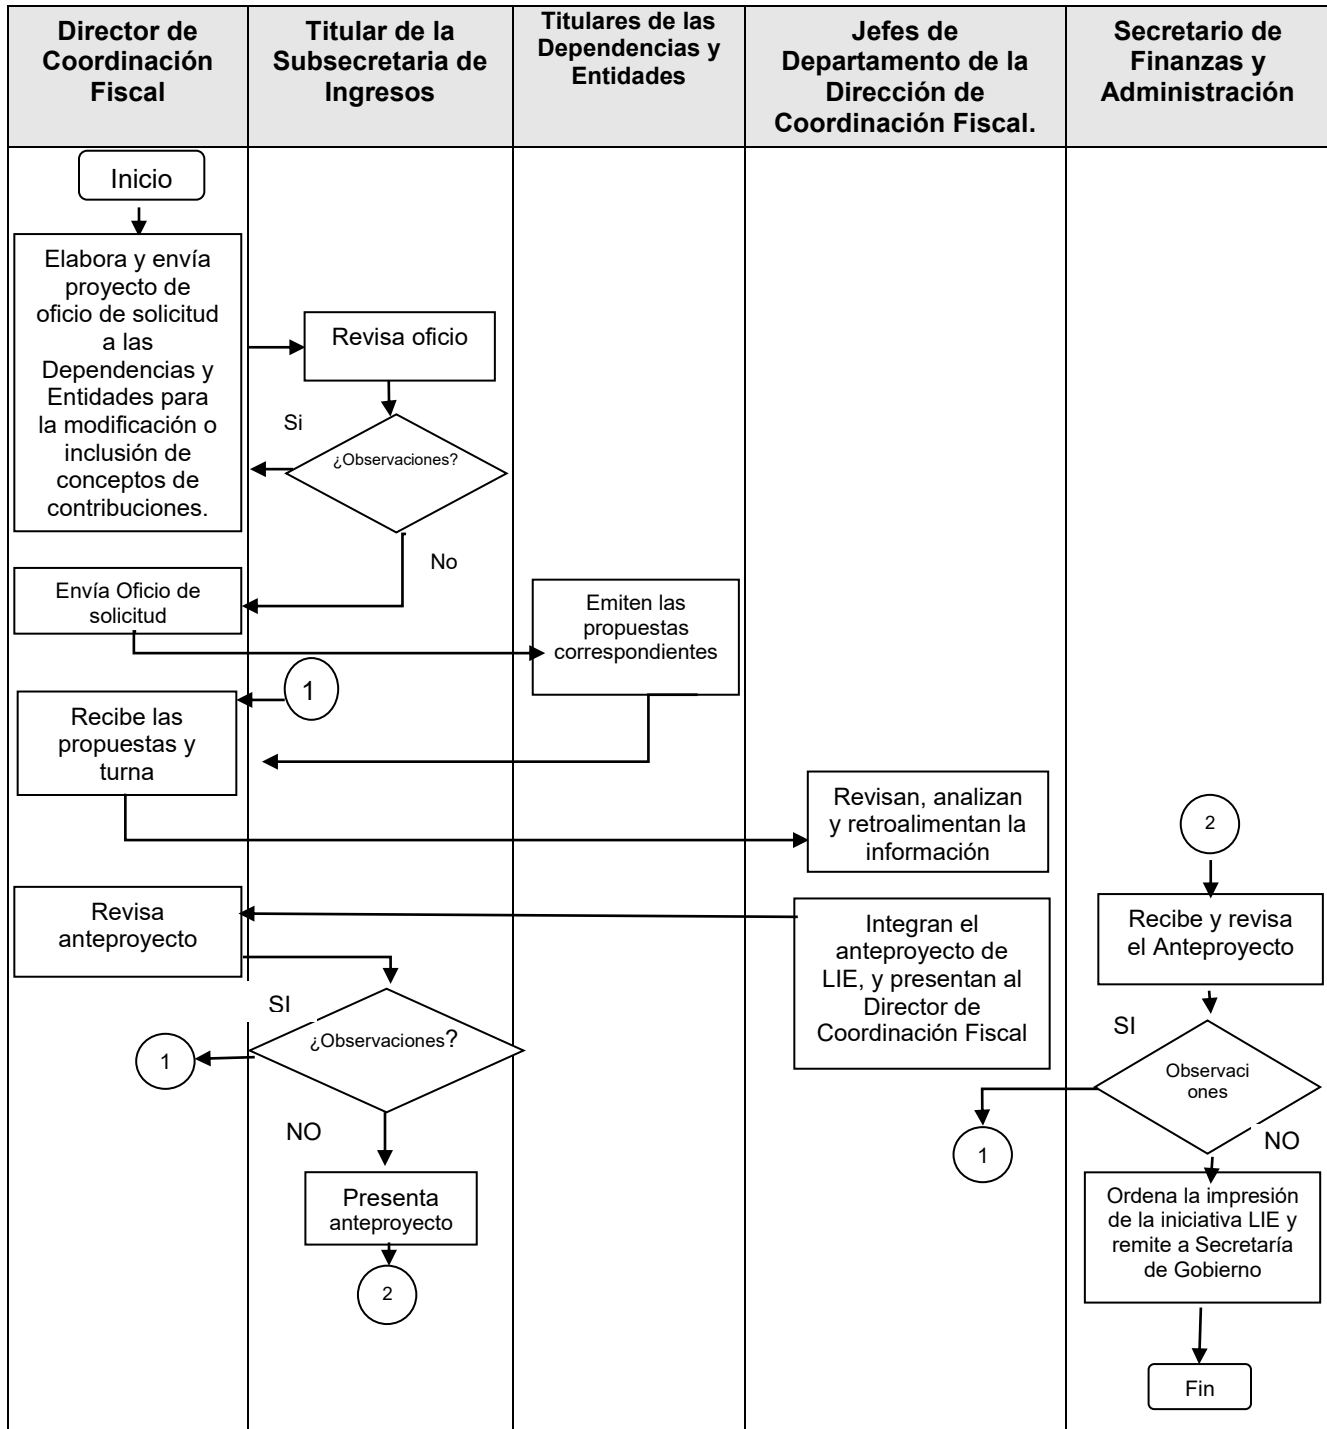 Director de
Coordinación
Fiscal
Titular de la
Subsecretaria de
Ingresos
Titulares de las
Dependencias y
Entidades
Jefes de
Departamento de la
Dirección de
Coordinación Fiscal.
Secretario de
Finanzas y
Administración
Inicio
Elabora y envía
proyecto de
oficio de solicitud
a las
Dependencias y
Entidades para
la modificación o
inclusión de
conceptos de
contribuciones.
Revisa oficio
Si
¿Observaciones?
No
Envía Oficio de
solicitud
Emiten las
propuestas
correspondientes
1
Recibe las
propuestas y
turna
Revisan, analizan
y retroalimentan la
información
2
Revisa
anteproyecto
Integran el
anteproyecto de
LIE, y presentan al
Director de
Coordinación Fiscal
Recibe y revisa
el Anteproyecto
SI
¿Observaciones?
1
NO
SI
Observaci
ones
1
NO
Presenta
anteproyecto
2
Ordena la impresión
de la iniciativa LIE y
remite a Secretaría
de Gobierno
Fin